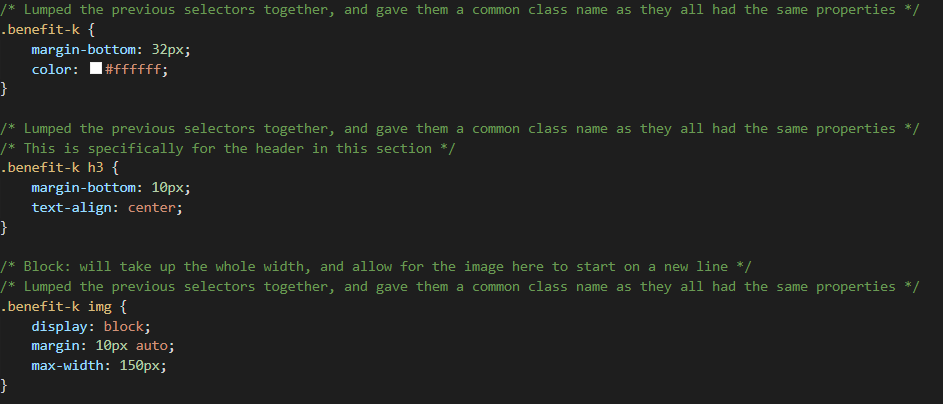 /* Lumped the previous selectors together, and gave them a common class name as they all had the same properties */
.benefit-k {
    margin-bottom: 32px;
    color: #ffffff;
}

/* Lumped the previous selectors together, and gave them a common class name as they all had the same properties */
/* This is specifically for the header in this section */
.benefit-k h3 {
    margin-bottom: 10px;
    text-align: center;
}

/* Block: will take up the whole width, and allow for the image here to start on a new line */
/* Lumped the previous selectors together, and gave them a common class name as they all had the same properties */
.benefit-k img {
    display: block;
    margin: 10px auto;
    max-width: 150px;
}